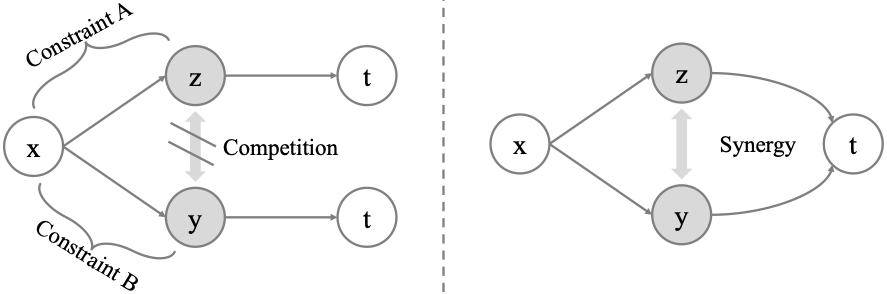 Constraint A
z
t
x
Competition
y
t
Constraint B
z
x
Synergy
t
y